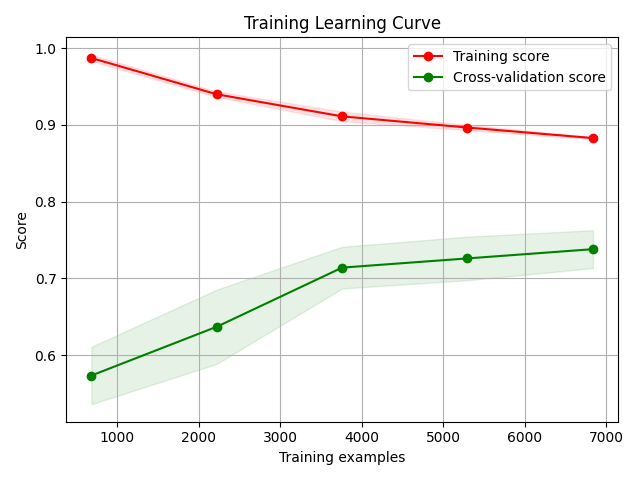 Training Learning Curve
1.0
0.9
0.8
0.7
0.6
Score
Training score
Cross-validation score
1000 2000 3000 4000 5000 6000 7000
Training examples